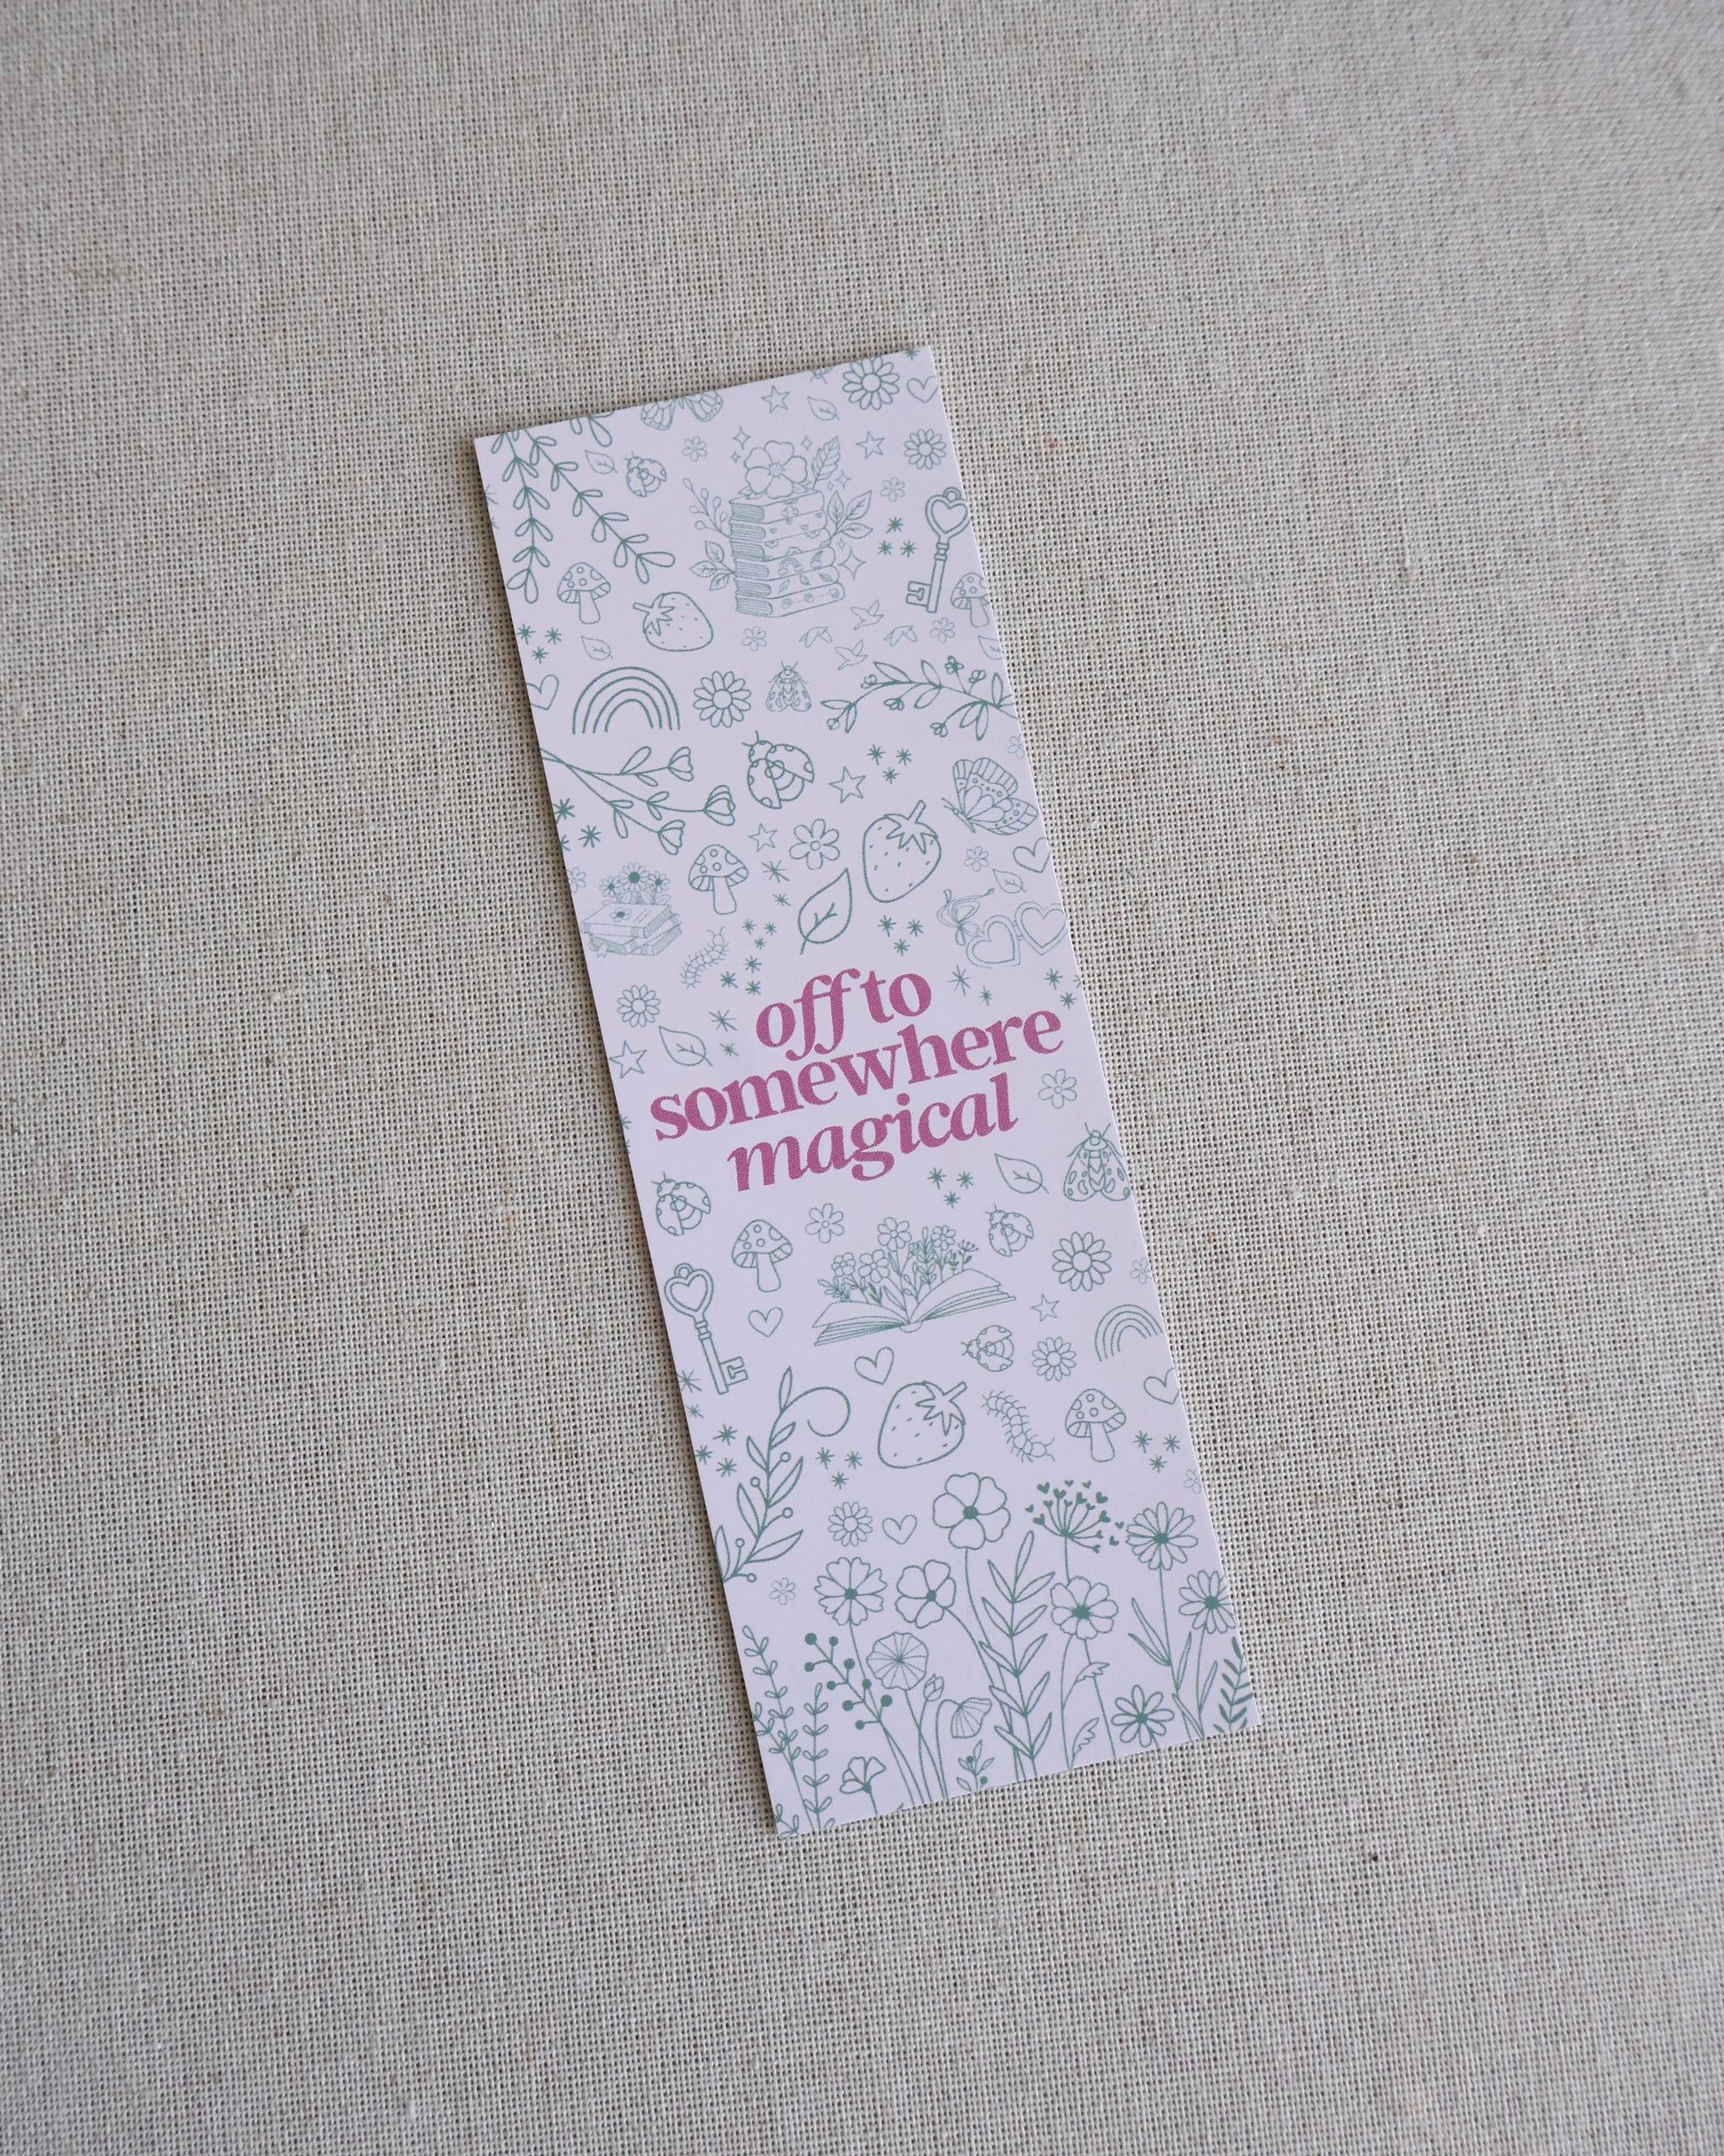 off to
somewhere
magical